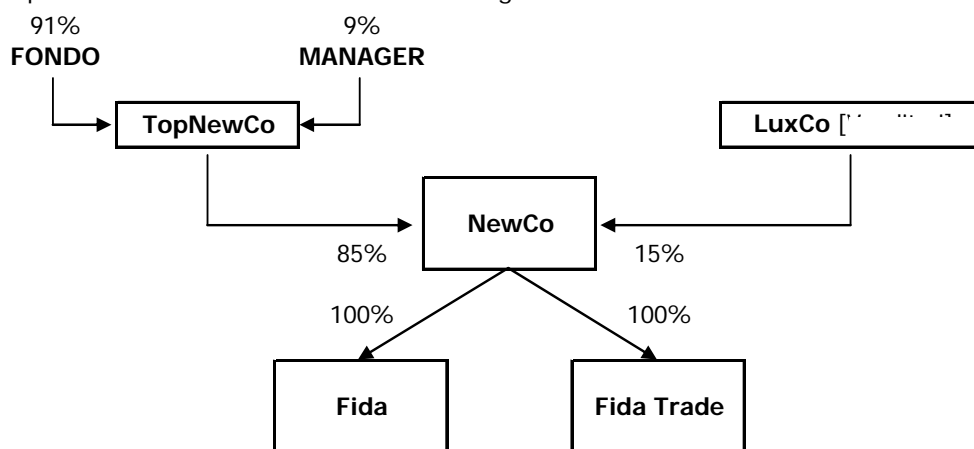 91%
FONDO
9%
MANAGER
TopNewCo
LuxCo
NewCo
85%
15%
100%
100%
Fida
Fida Trade